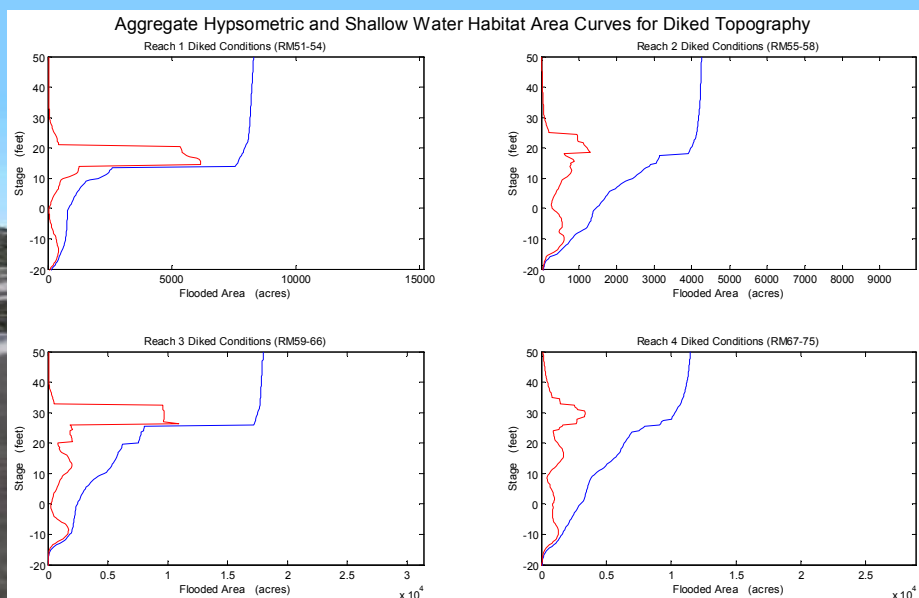 Aggregate Hypsometric and Shallow Water Habitat Area Curves for Diked Topography
Reach 1 Diked Conditions (RM51-54)
50
40
30
20
10
0
-10
-20
Stage (feet)
0 5000 10000 15000
Flooded Area (acres)
Reach 2 Diked Conditions (RM55-58)
50
40
30
20
10
0
-10
-20
Stage (feet)
0 1000 2000 3000 4000 5000 6000 7000 8000 9000
Flooded Area (acres)
Reach 3 Diked Conditions (RM59-66)
50
40
30
20
10
0
-10
-20
Stage (feet)
0 0.5 1 1.5 2 2.5 3
Flooded Area (acres)
x 10^4
Reach 4 Diked Conditions (RM67-75)
50
40
30
20
10
0
-10
-20
Stage (feet)
0 0.5 1 1.5 2 2.5
Flooded Area (acres)
x 10^4